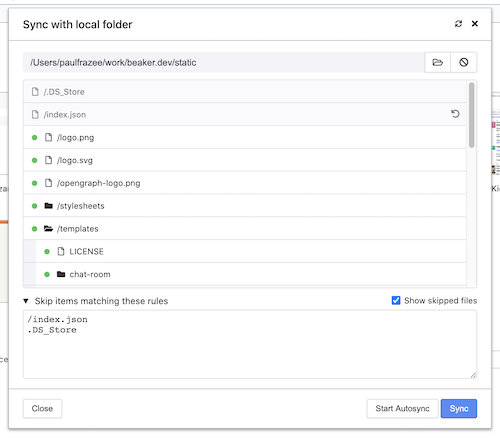 Sync with local folder
/Users/paulfrazee/work/beaker.dev/static
/.DS_Store
/index.json
/logo.png
/logo.svg
/opengraph-logo.png
/stylesheets
/templates
LICENSE
chat-room
Skip items matching these rules
Show skipped files
/index.json
.DS_Store
Close
Start Autosync
Sync